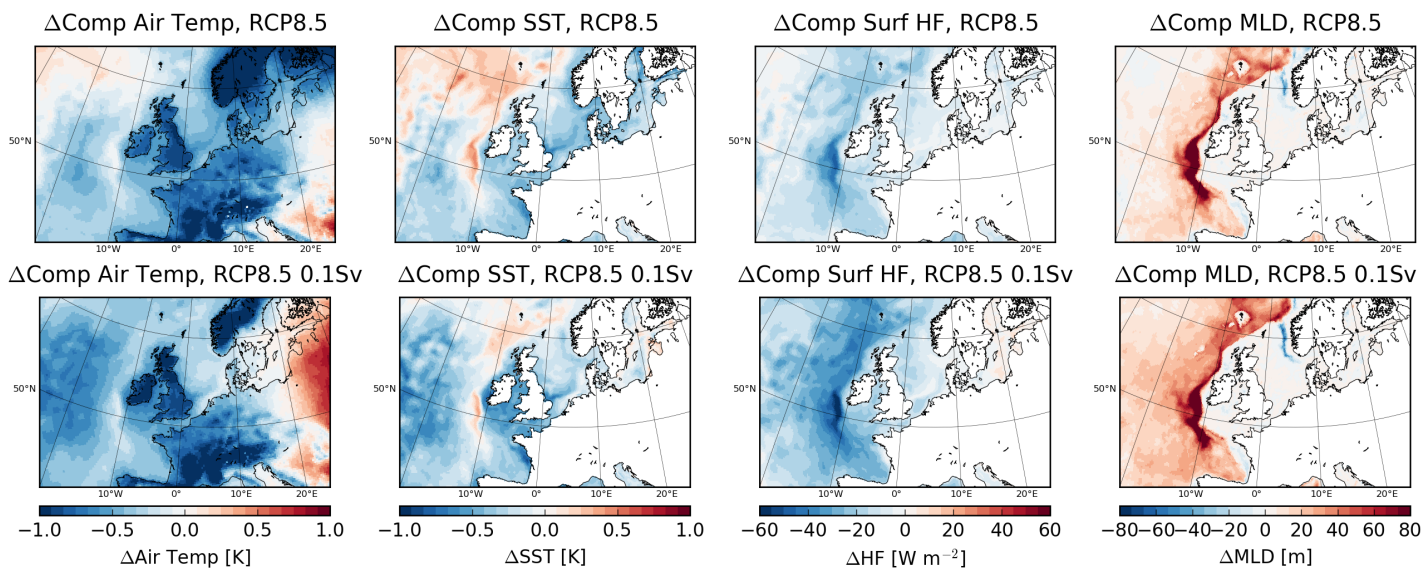 ΔComp Air Temp, RCP8.5 ΔComp SST, RCP8.5 ΔComp Surf HF, RCP8.5 ΔComp MLD, RCP8.5
50°N 50°N 50°N 50°N
10°W 0° 10°E 20°E 10°W 0° 10°E 20°E 10°W 0° 10°E 20°E 10°W 0° 10°E 20°E
ΔComp Air Temp, RCP8.5 0.1Sv ΔComp SST, RCP8.5 0.1Sv ΔComp Surf HF, RCP8.5 0.1Sv ΔComp MLD, RCP8.5 0.1Sv
50°N 50°N 50°N 50°N
10°W 0° 10°E 20°E 10°W 0° 10°E 20°E 10°W 0° 10°E 20°E 10°W 0° 10°E 20°E
−1.0 −0.5 0.0 0.5 1.0 −1.0 −0.5 0.0 0.5 1.0 −60 −40 −20 0 20 40 60 −80 −60 −40 −20 0 20 40 60 80
ΔAir Temp [K] ΔSST [K] ΔHF [W m⁻²] ΔMLD [m]